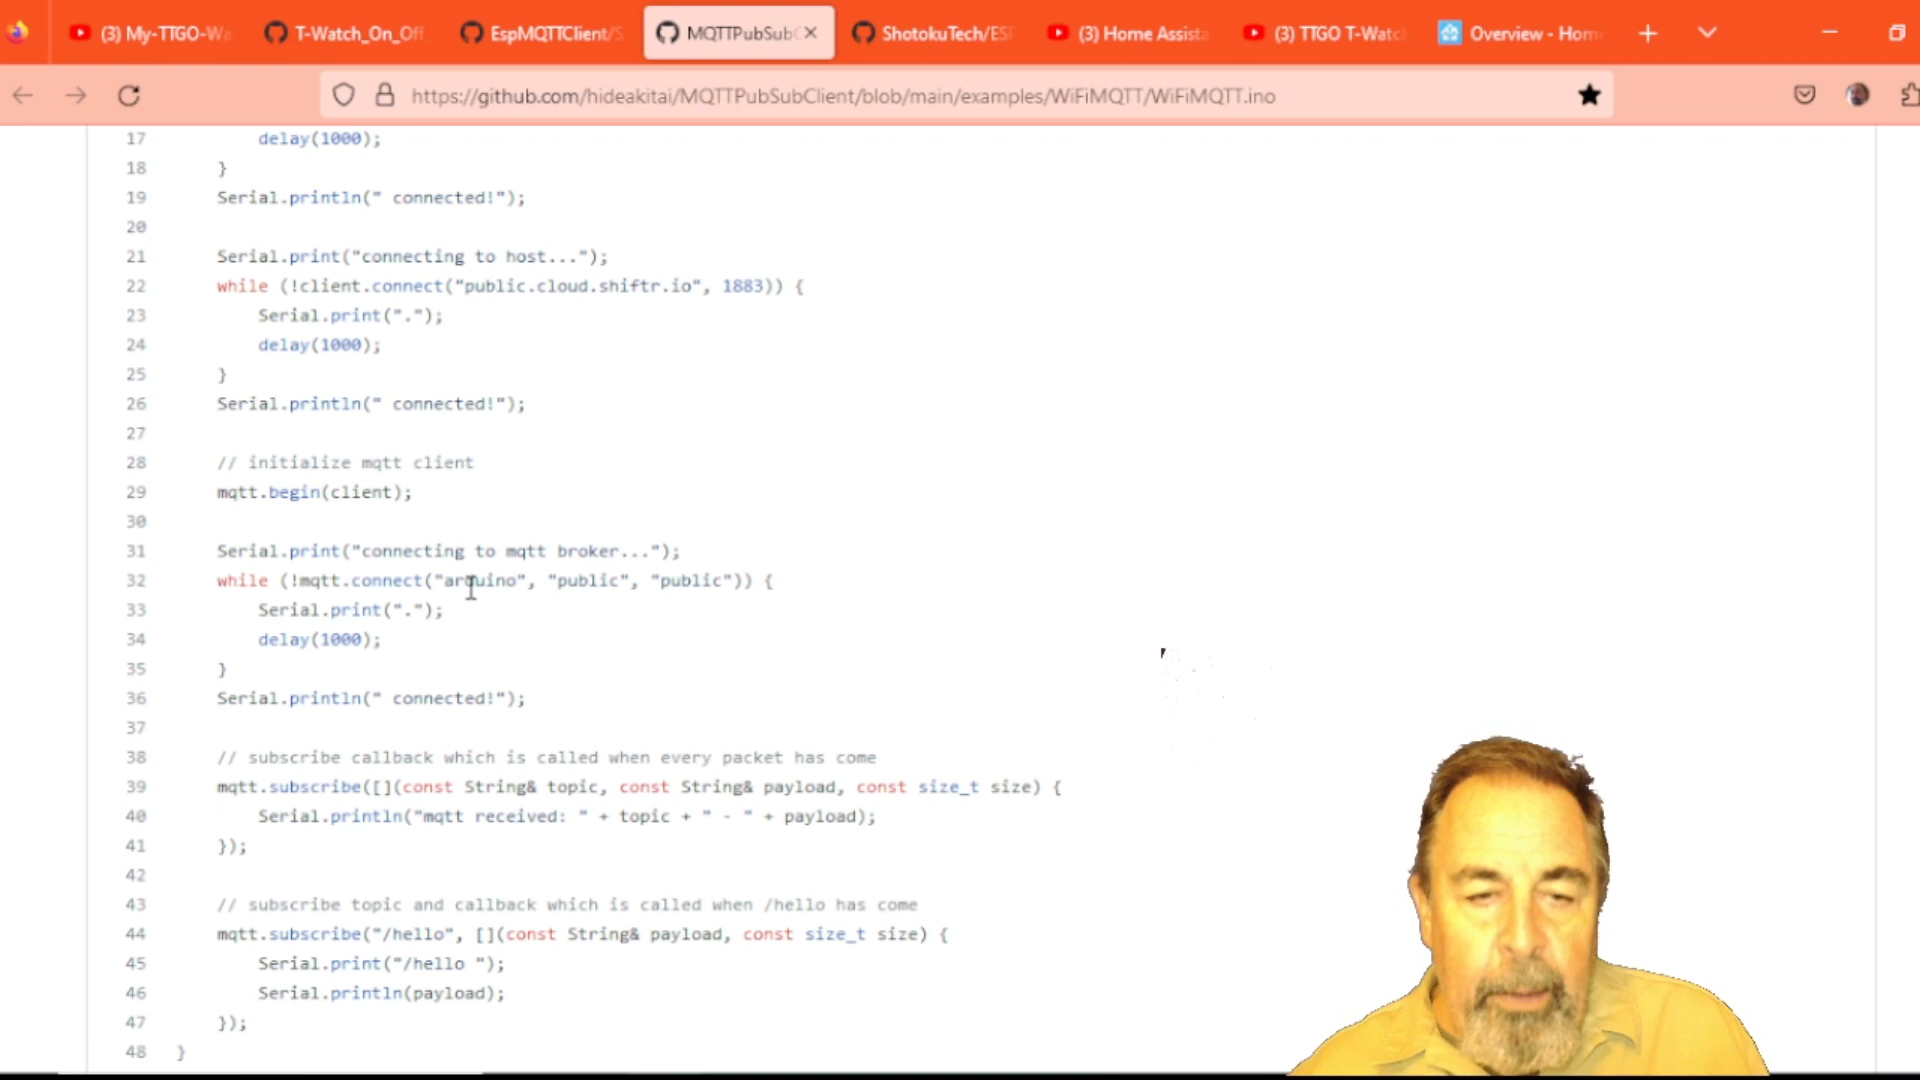 (3) My-TTGO-Wa
T-Watch_On_Off
EspMQTTClient/S
MQTTPubSubC
ShotokuTech/ESP
(3) Home Assista
(3) TTGO T-Watc
Overview - Hom
https://github.com/hideakitai/MQTTPubSubClient/blob/main/examples/WiFiMQTT/WiFiMQTT.ino
17 delay(1000);
18 }
19 Serial.println(" connected!");
20
21 Serial.print("connecting to host...");
22 while (!client.connect("public.cloud.shiftr.io", 1883)) {
23 Serial.print(".");
24 delay(1000);
25 }
26 Serial.println(" connected!");
27
28 // initialize mqtt client
29 mqtt.begin(client);
30
31 Serial.print("connecting to mqtt broker...");
32 while (!mqtt.connect("arduino", "public", "public")) {
33 Serial.print(".");
34 delay(1000);
35 }
36 Serial.println(" connected!");
37
38 // subscribe callback which is called when every packet has come
39 mqtt.subscribe([](const String& topic, const String& payload, const size_t size) {
40 Serial.println("mqtt received: " + topic + " - " + payload);
41 });
42
43 // subscribe topic and callback which is called when /hello has come
44 mqtt.subscribe("/hello", [](const String& payload, const size_t size) {
45 Serial.print("/hello ");
46 Serial.println(payload);
47 });
48 }